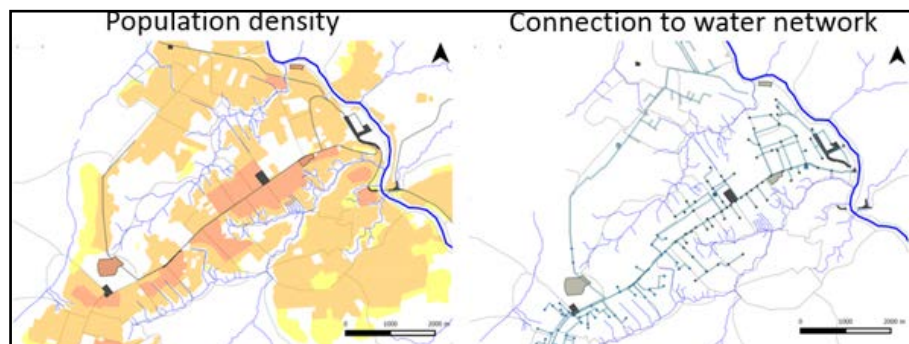 Population density
Connection to water network
0 1000 2000 m
0 1000 2000 m